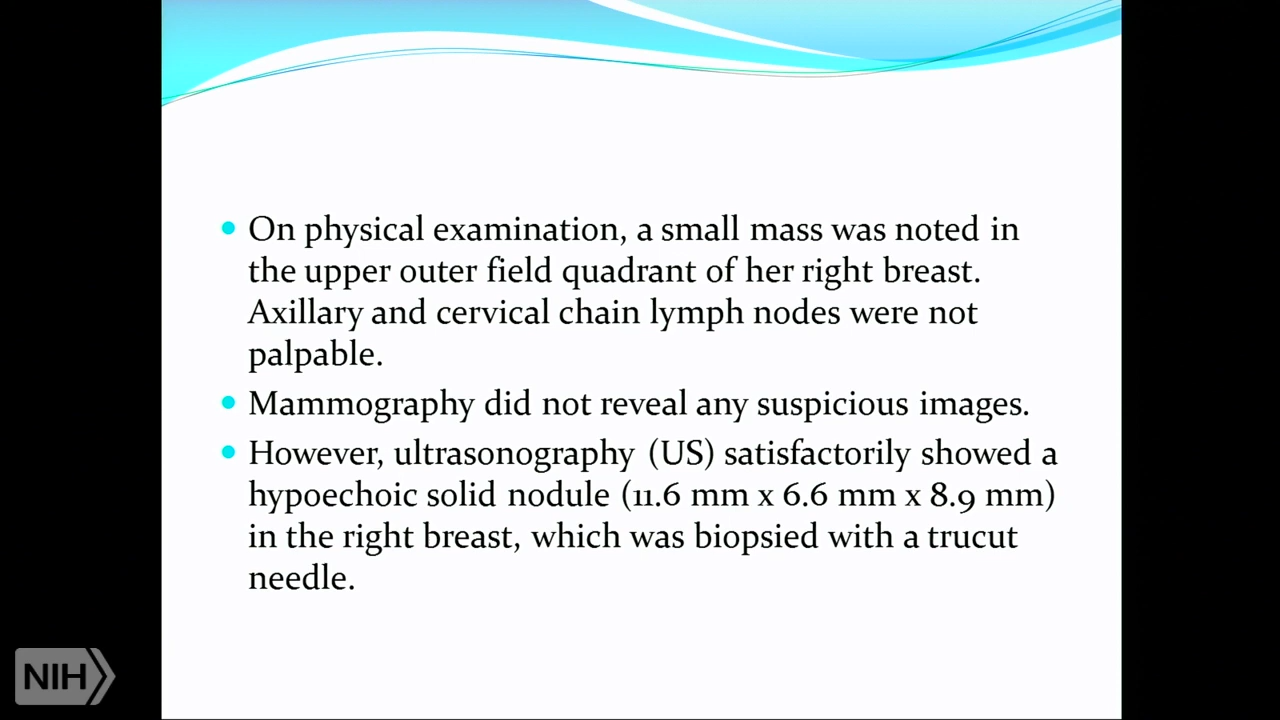 On physical examination, a small mass was noted in
the upper outer field quadrant of her right breast.
Axillary and cervical chain lymph nodes were not
palpable.
Mammography did not reveal any suspicious images.
However, ultrasonography (US) satisfactorily showed a
hypoechoic solid nodule (11.6 mm x 6.6 mm x 8.9 mm)
in the right breast, which was biopsied with a trucut
needle.
NIH